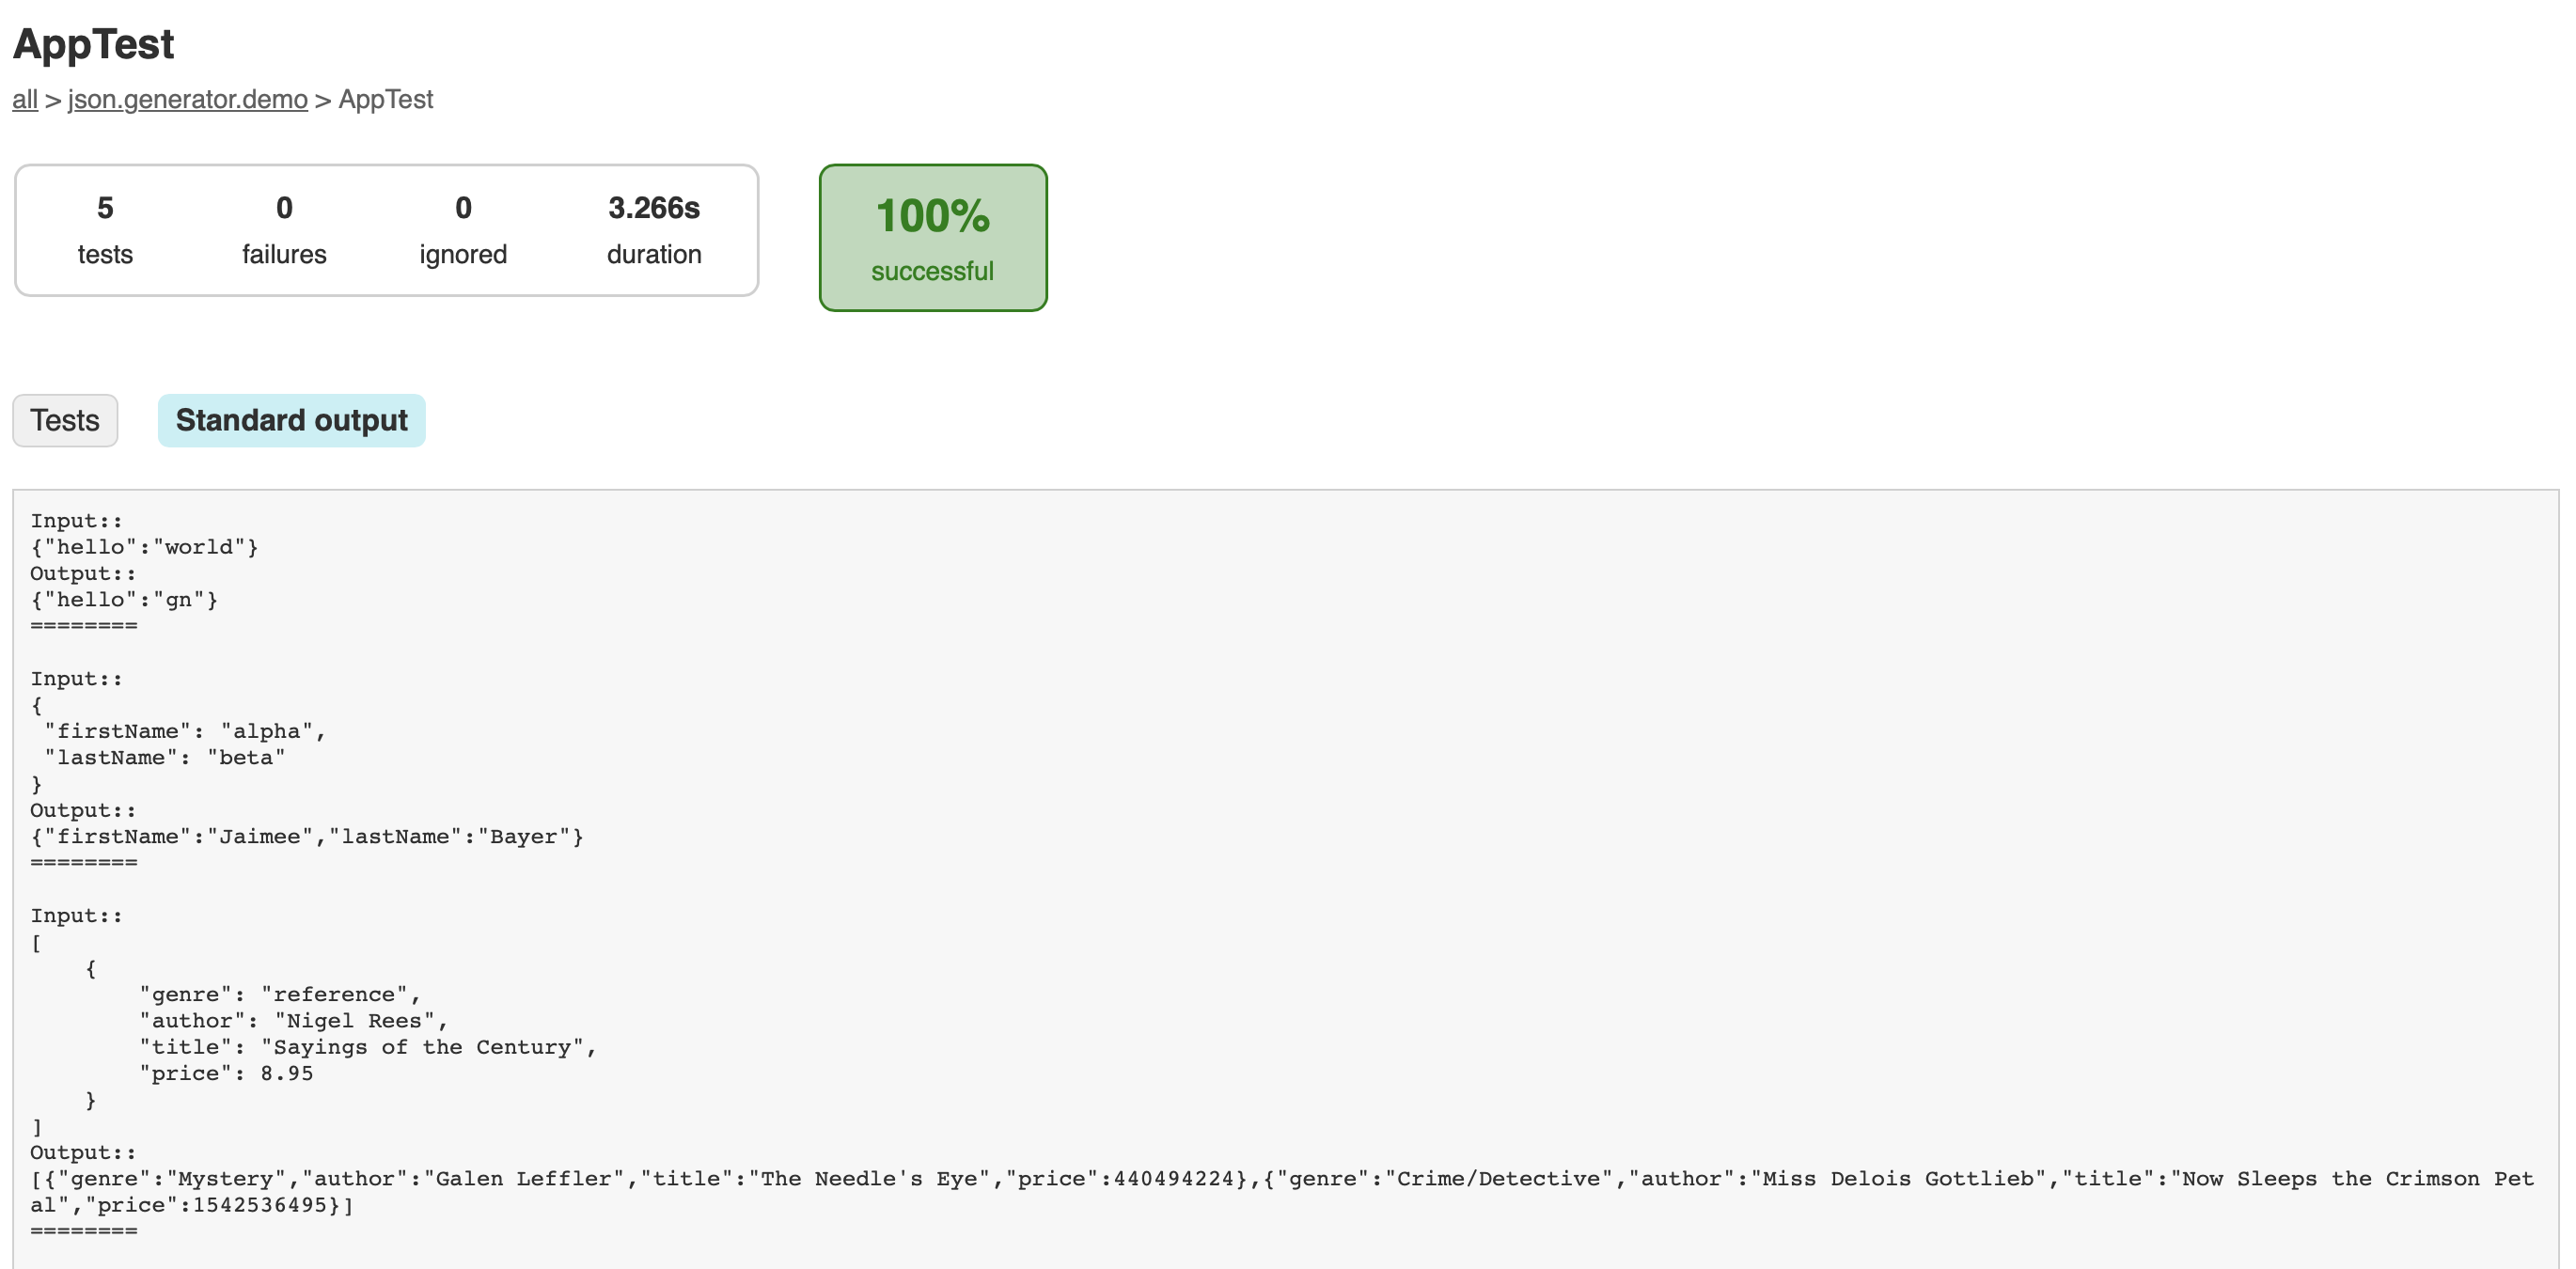 AppTest
all > json.generator.demo > AppTest
5 0 0 3.266s
tests failures ignored duration
100%
successful
Tests Standard output
Input::
{"hello":"world"}
Output::
{"hello":"gn"}
========
Input::
{
 "firstName": "alpha",
 "lastName": "beta"
}
Output::
{"firstName":"Jaimee","lastName":"Bayer"}
========
Input::
[
    {
        "genre": "reference",
        "author": "Nigel Rees",
        "title": "Sayings of the Century",
        "price": 8.95
    }
]
Output::
[{"genre":"Mystery","author":"Galen Leffler","title":"The Needle's Eye","price":440494224},{"genre":"Crime/Detective","author":"Miss Delois Gottlieb","title":"Now Sleeps the Crimson Pet
al","price":1542536495}]
========